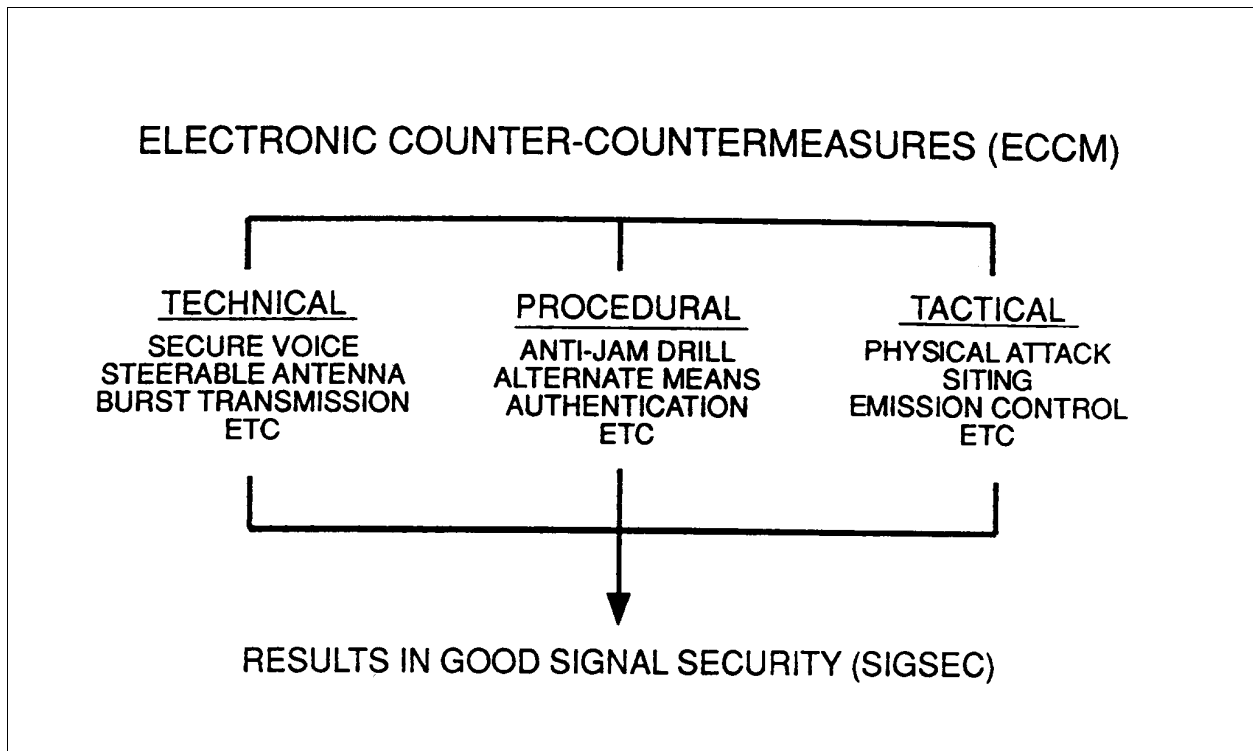 ELECTRONIC COUNTER-COUNTERMEASURES (ECCM)
TECHNICAL
SECURE VOICE
STEERABLE ANTENNA
BURST TRANSMISSION
ETC
PROCEDURAL
ANTI-JAM DRILL
ALTERNATE MEANS
AUTHENTICATION
ETC
TACTICAL
PHYSICAL ATTACK
SITING
EMISSION CONTROL
ETC
RESULTS IN GOOD SIGNAL SECURITY (SIGSEC)